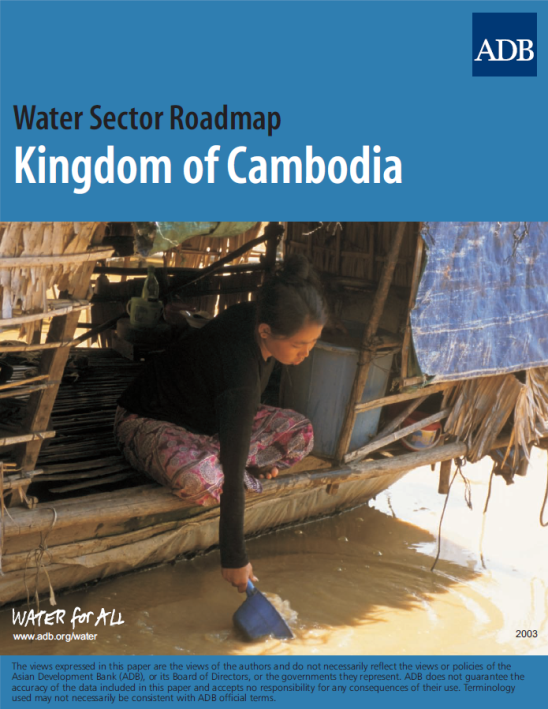 ADB
Water Sector Roadmap
Kingdom of Cambodia
WATER for ALL
www.adb.org/water
2003
The views expressed in this paper are the views of the authors and do not necessarily reflect the views or policies of the
Asian Development Bank (ADB), or its Board of Directors, or the governments they represent. ADB does not guarantee the
accuracy of the data included in this paper and accepts no responsibility for any consequences of their use. Terminology
used may not necessarily be consistent with ADB official terms.